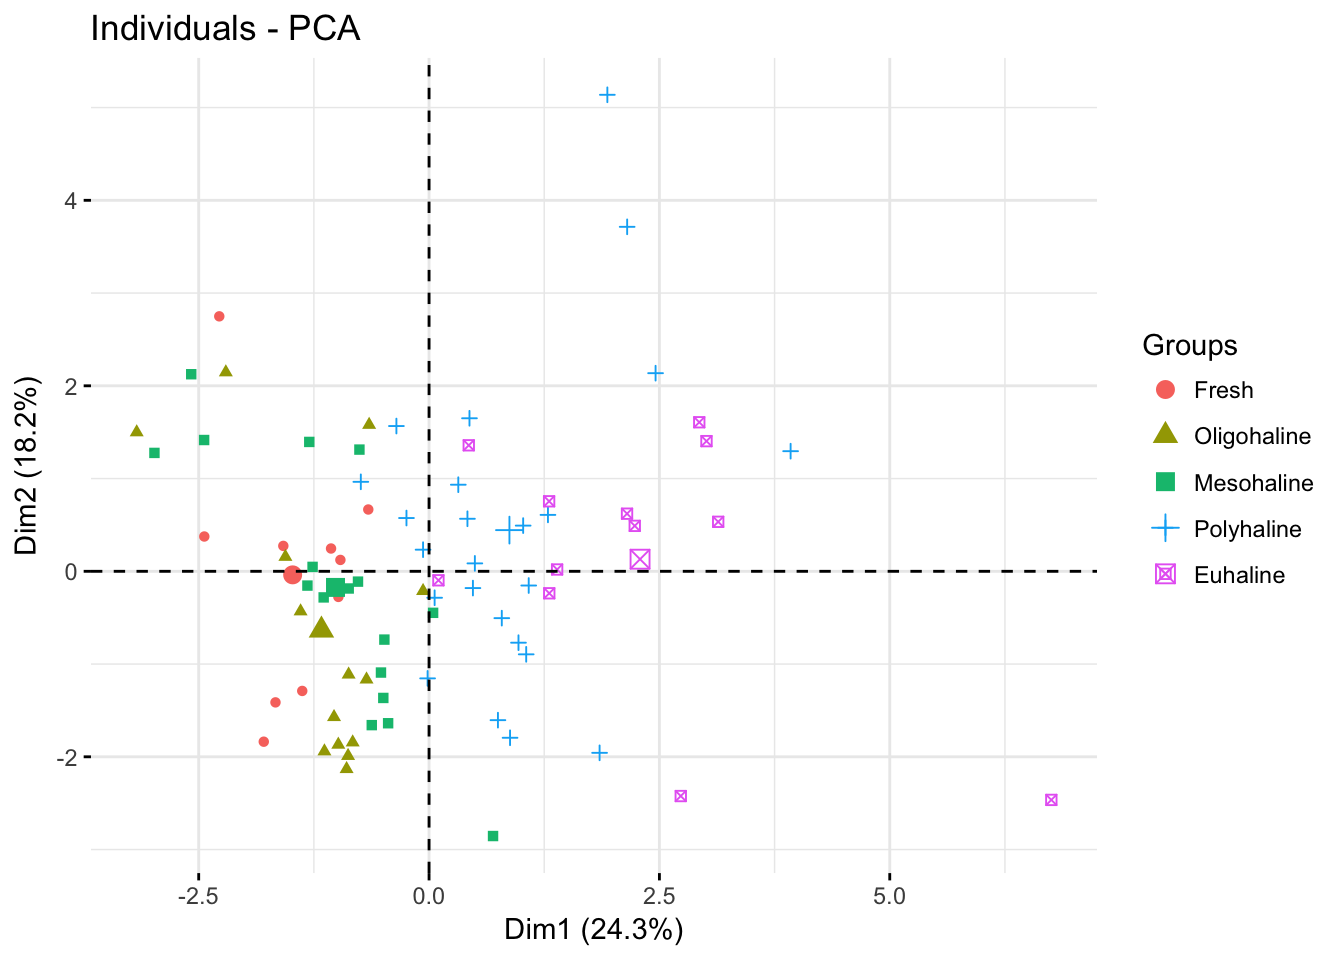 Individuals - PCA
Dim2 (18.2%)
4
2
0
-2
-2.5
0.0
2.5
5.0
Dim1 (24.3%)
Groups
Fresh
Oligohaline
Mesohaline
Polyhaline
Euhaline